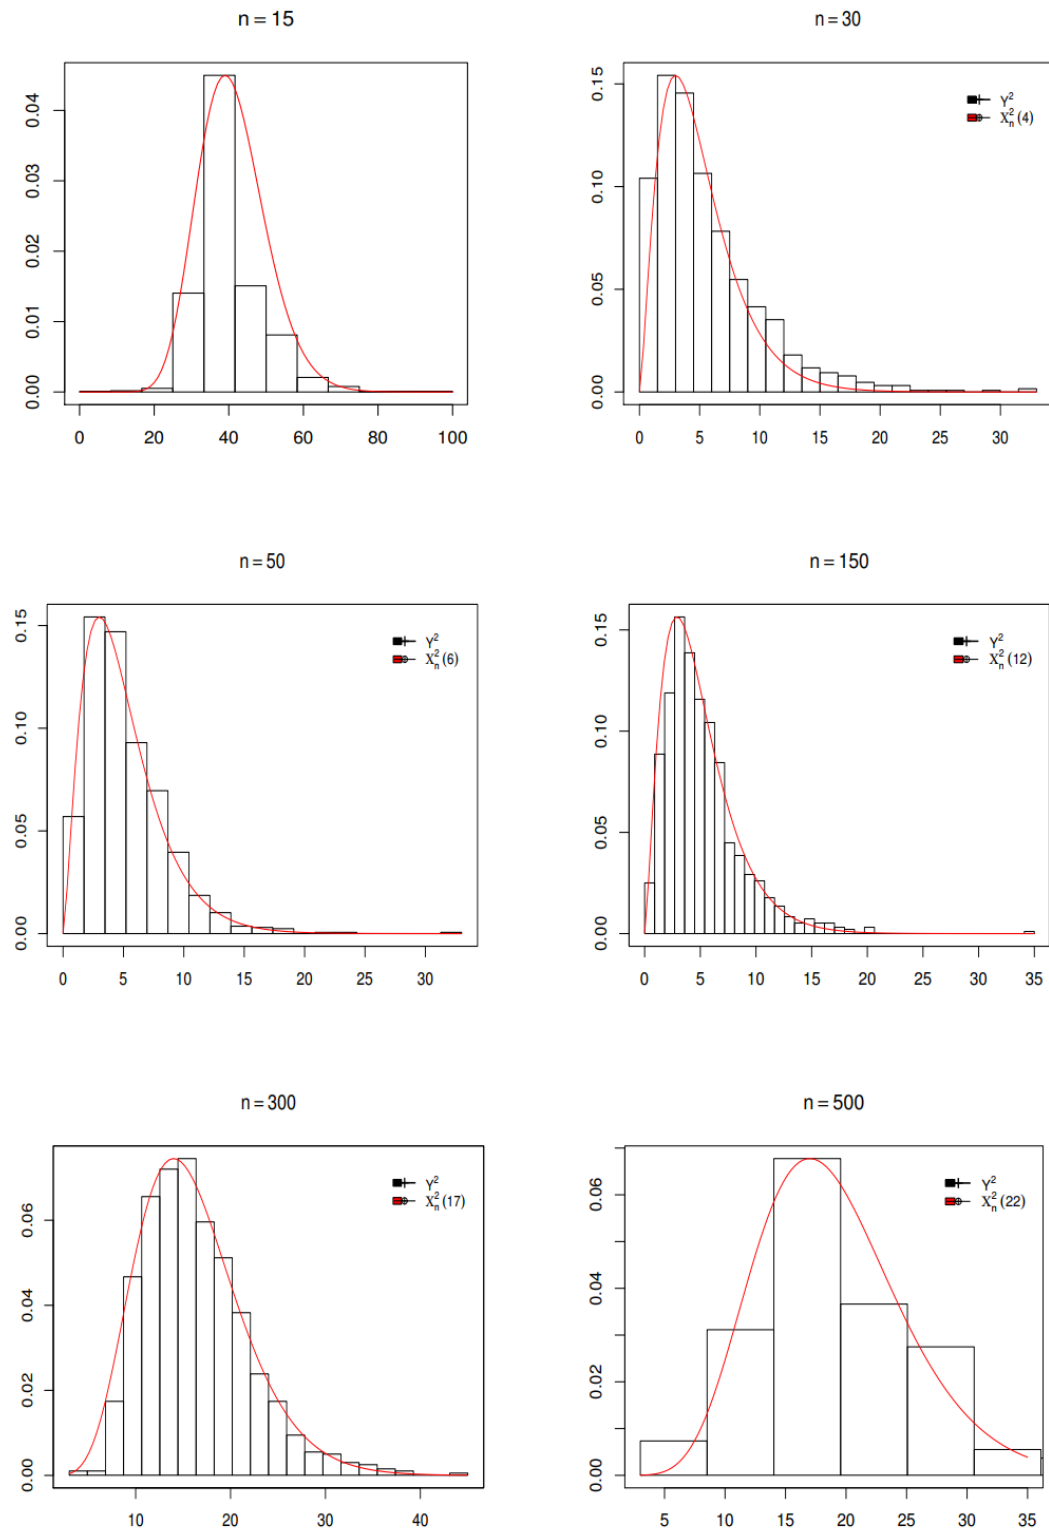 n = 15
0.04
0.03
0.02
0.01
0.00
0 20 40 60 80 100
n = 30
0.15
0.10
0.05
0.00
Y²
X²ₙ(4)
0 5 10 15 20 25 30
n = 50
0.15
0.10
0.05
0.00
Y²
X²ₙ(6)
0 5 10 15 20 25 30
n = 150
0.15
0.10
0.05
0.00
Y²
X²ₙ(12)
0 5 10 15 20 25 30 35
n = 300
0.06
0.04
0.02
0.00
Y²
X²ₙ(17)
10 20 30 40
n = 500
0.06
0.04
0.02
0.00
Y²
X²ₙ(22)
5 10 15 20 25 30 35